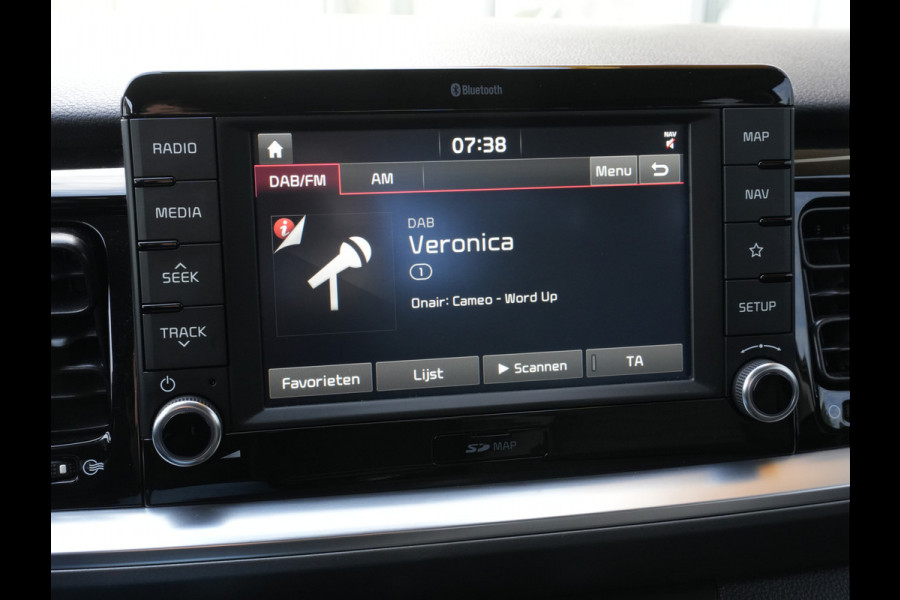 Bluetooth
RADIO
MEDIA
SEEK
TRACK
07:38
NAV
DAB/FM AM Menu
DAB
Veronica
1
Onair: Cameo - Word Up
Favorieten Lijst Scannen TA
MAP
NAV
SETUP
SD MAP